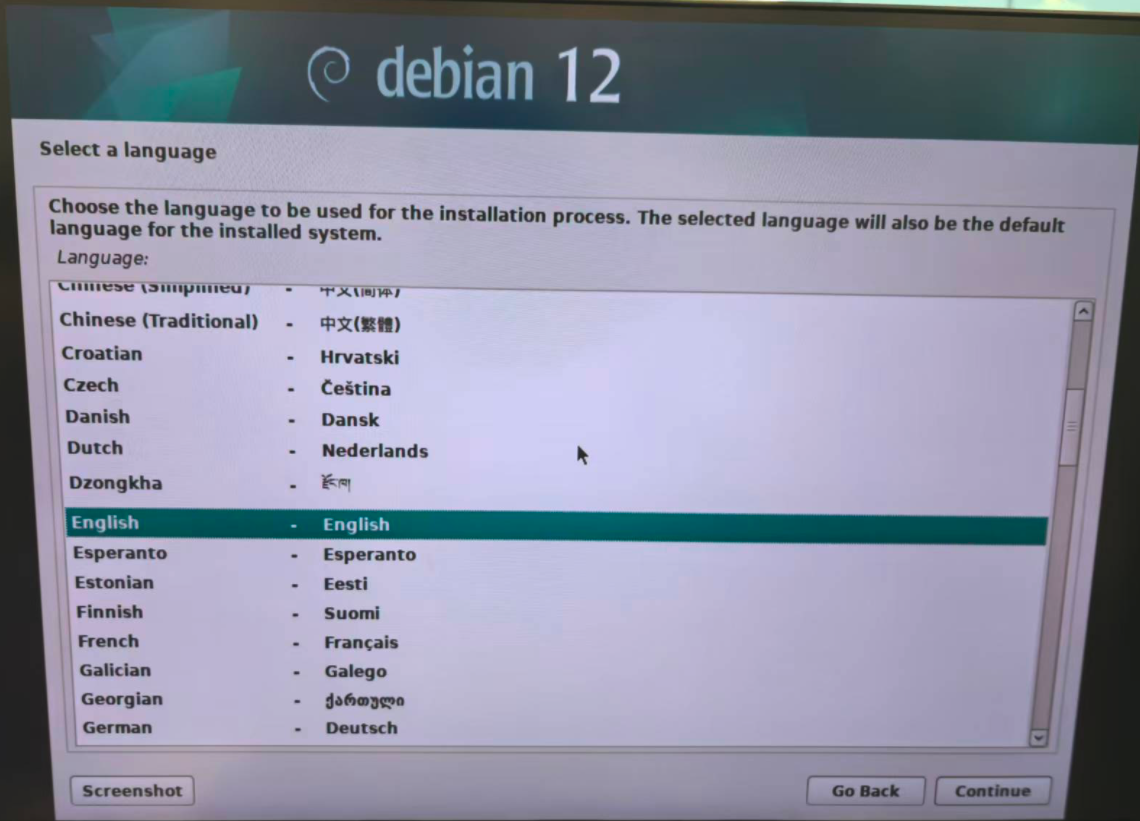 debian 12
Select a language
Choose the language to be used for the installation process. The selected language will also be the default
language for the installed system.
Language:
Chinese (Simplified) - 中文(简体)
Chinese (Traditional) - 中文(繁體)
Croatian - Hrvatski
Czech - Čeština
Danish - Dansk
Dutch - Nederlands
Dzongkha - རྫོང་ཁ།
English - English
Esperanto - Esperanto
Estonian - Eesti
Finnish - Suomi
French - Français
Galician - Galego
Georgian - ქართული
German - Deutsch
Screenshot Go Back Continue